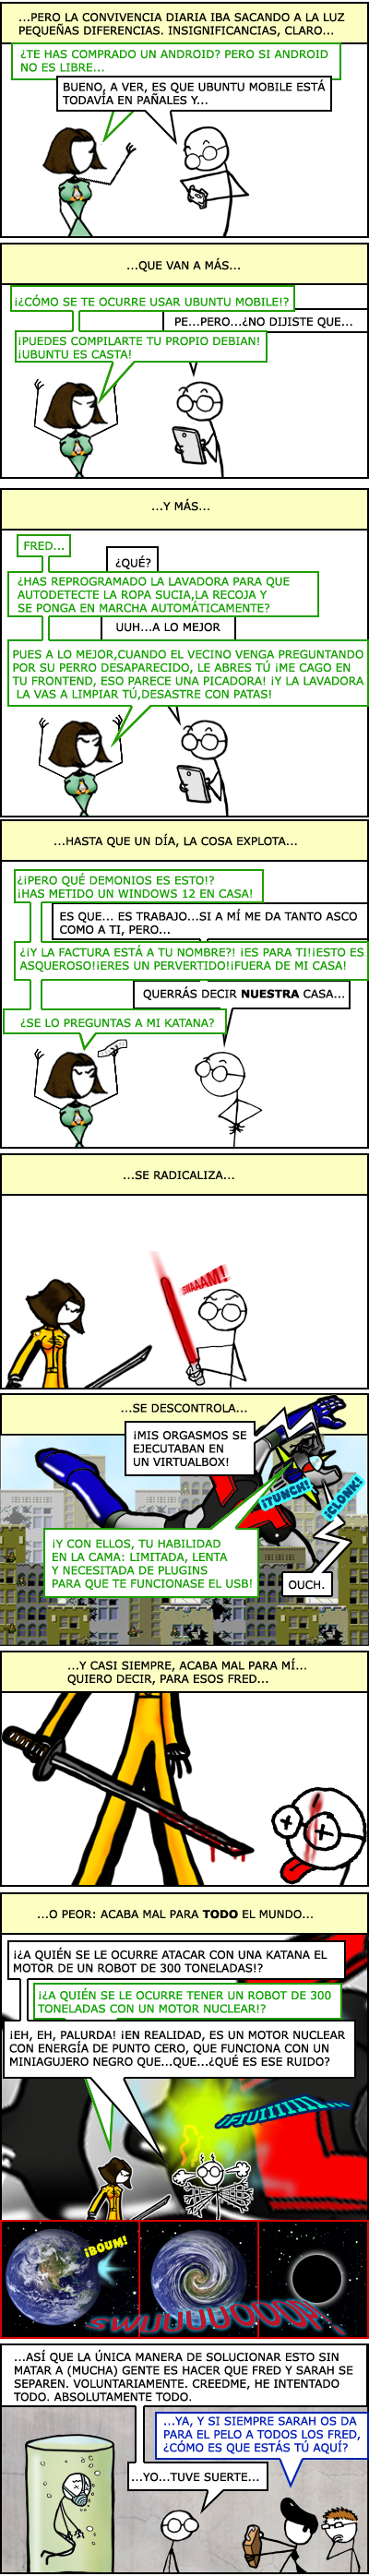 ...PERO LA CONVIVENCIA DIARIA IBA SACANDO A LA LUZ
PEQUEÑAS DIFERENCIAS. INSIGNIFICANCIAS, CLARO...
¿TE HAS COMPRADO UN ANDROID? PERO SI ANDROID
NO ES LIBRE...
BUENO, A VER, ES QUE UBUNTU MOBILE ESTÁ
TODAVÍA EN PAÑALES Y...
...QUE VAN A MÁS...
¡¿CÓMO SE TE OCURRE USAR UBUNTU MOBILE!?
PE...PERO...¿NO DIJISTE QUE...
¡PUEDES COMPILARTE TU PROPIO DEBIAN!
¡UBUNTU ES CASTA!
...Y MÁS...
FRED...
¿QUÉ?
¿HAS REPROGRAMADO LA LAVADORA PARA QUE
AUTODETECTE LA ROPA SUCIA,LA RECOJA Y
SE PONGA EN MARCHA AUTOMÁTICAMENTE?
UUH...A LO MEJOR
PUES A LO MEJOR,CUANDO EL VECINO VENGA PREGUNTANDO
POR SU PERRO DESAPARECIDO, LE ABRES TÚ ¡ME CAGO EN
TU FRONTEND, ESO PARECE UNA PICADORA! ¡Y LA LAVADORA
LA VAS A LIMPIAR TÚ,DESASTRE CON PATAS!
...HASTA QUE UN DÍA, LA COSA EXPLOTA...
¿¡PERO QUÉ DEMONIOS ES ESTO!?
¡HAS METIDO UN WINDOWS 12 EN CASA!
ES QUE... ES TRABAJO...SI A MÍ ME DA TANTO ASCO
COMO A TI, PERO...
¿¡Y LA FACTURA ESTÁ A TU NOMBRE?! ¡ES PARA TI!¡ESTO ES
ASQUEROSO!¡ERES UN PERVERTIDO!¡FUERA DE MI CASA!
QUERRÁS DECIR NUESTRA CASA...
¿SE LO PREGUNTAS A MI KATANA?
...SE RADICALIZA...
¡SWAAAM!
...SE DESCONTROLA...
¡MIS ORGASMOS SE
EJECUTABAN EN
UN VIRTUALBOX!
¡TUNCH!
¡CLONK!
¡Y CON ELLOS, TU HABILIDAD
EN LA CAMA: LIMITADA, LENTA
Y NECESITADA DE PLUGINS
PARA QUE TE FUNCIONASE EL USB!
OUCH.
...Y CASI SIEMPRE, ACABA MAL PARA MÍ...
QUIERO DECIR, PARA ESOS FRED...
...O PEOR: ACABA MAL PARA TODO EL MUNDO...
¡¿A QUIÉN SE LE OCURRE ATACAR CON UNA KATANA EL
MOTOR DE UN ROBOT DE 300 TONELADAS!?
¡¿A QUIÉN SE LE OCURRE TENER UN ROBOT DE 300
TONELADAS CON UN MOTOR NUCLEAR!?
¡EH, EH, PALURDA! ¡EN REALIDAD, ES UN MOTOR NUCLEAR
CON ENERGÍA DE PUNTO CERO, QUE FUNCIONA CON UN
MINIAGUJERO NEGRO QUE...QUE...¿QUÉ ES ESE RUIDO?
¡BOUM!
...ASÍ QUE LA ÚNICA MANERA DE SOLUCIONAR ESTO SIN
MATAR A (MUCHA) GENTE ES HACER QUE FRED Y SARAH SE
SEPAREN. VOLUNTARIAMENTE. CREEDME, HE INTENTADO
TODO. ABSOLUTAMENTE TODO.
...YA, Y SI SIEMPRE SARAH OS DA
PARA EL PELO A TODOS LOS FRED,
¿CÓMO ES QUE ESTÁS TÚ AQUÍ?
...YO...TUVE SUERTE...